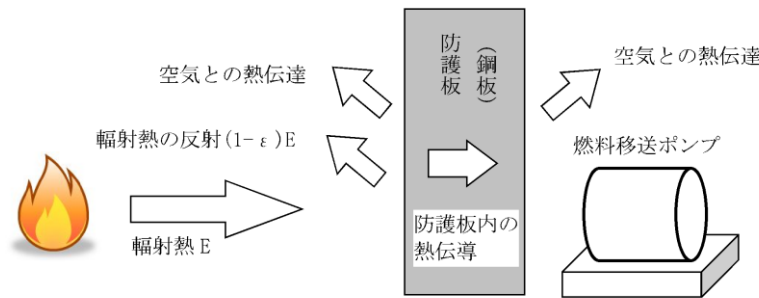 空気との熱伝達
輻射熱の反射(1-ε)E
輻射熱 E
防護板
(鋼板)
防護板内の
熱伝導
空気との熱伝達
燃料移送ポンプ